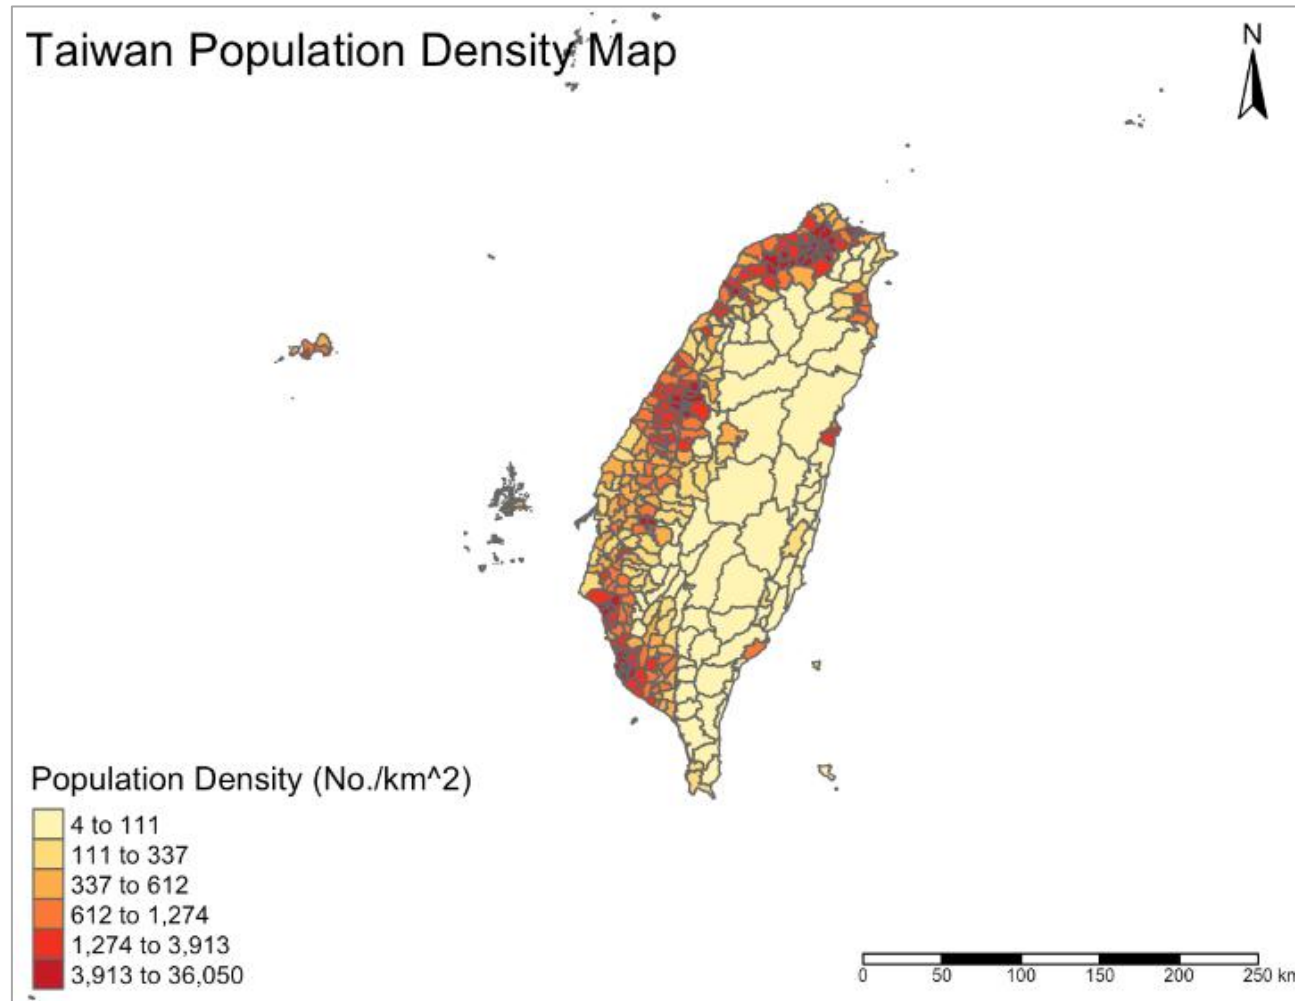 Taiwan Population Density Map
N
Population Density (No./km^2)
4 to 111
111 to 337
337 to 612
612 to 1,274
1,274 to 3,913
3,913 to 36,050
0 50 100 150 200 250 km